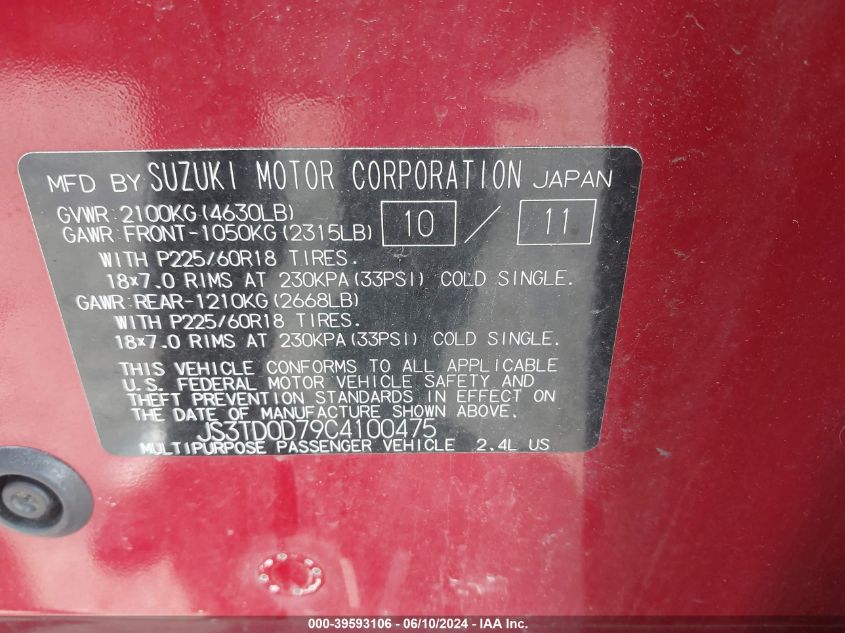 MFD BY SUZUKI MOTOR CORPORATION JAPAN
GVWR:2100KG(4630LB) 10 / 11
GAWR:FRONT-1050KG(2315LB)
WITH P225/60R18 TIRES.
18×7.0 RIMS AT 230KPA(33PSI) COLD SINGLE.
GAWR:REAR-1210KG(2668LB)
WITH P225/60R18 TIRES.
18×7.0 RIMS AT 230KPA(33PSI) COLD SINGLE.
THIS VEHICLE CONFORMS TO ALL APPLICABLE
U.S. FEDERAL MOTOR VEHICLE SAFETY AND
THEFT PREVENTION STANDARDS IN EFFECT ON
THE DATE OF MANUFACTURE SHOWN ABOVE.
JS3TD0D79C4100475
MULTIPURPOSE PASSENGER VEHICLE 2.4L US
000-39593106 - 06/10/2024 - IAA Inc.